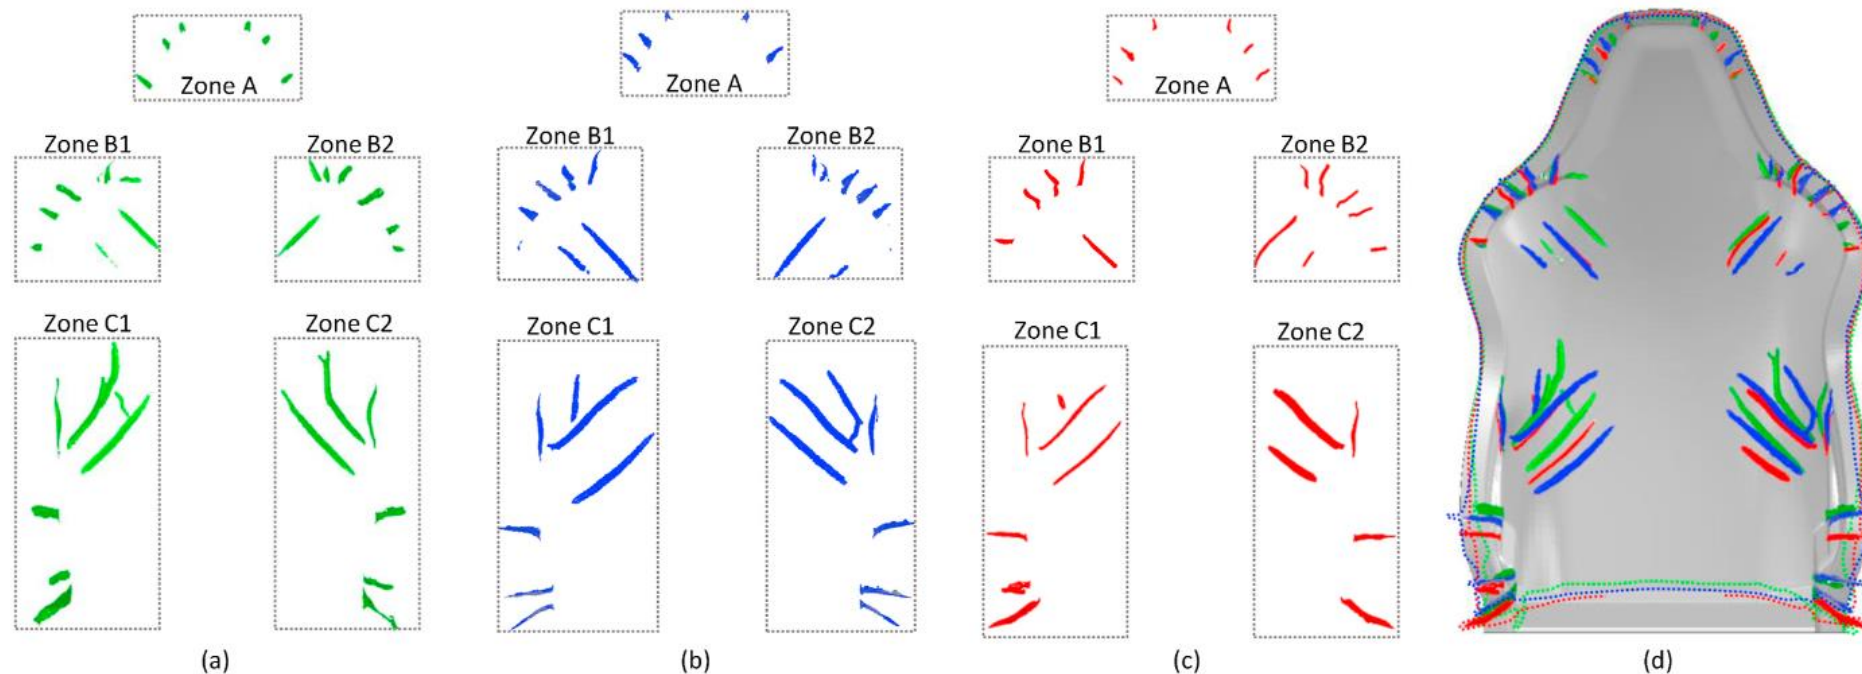 Zone A
Zone B1
Zone B2
Zone C1
Zone C2
(a)
Zone A
Zone B1
Zone B2
Zone C1
Zone C2
(b)
Zone A
Zone B1
Zone B2
Zone C1
Zone C2
(c)
(d)